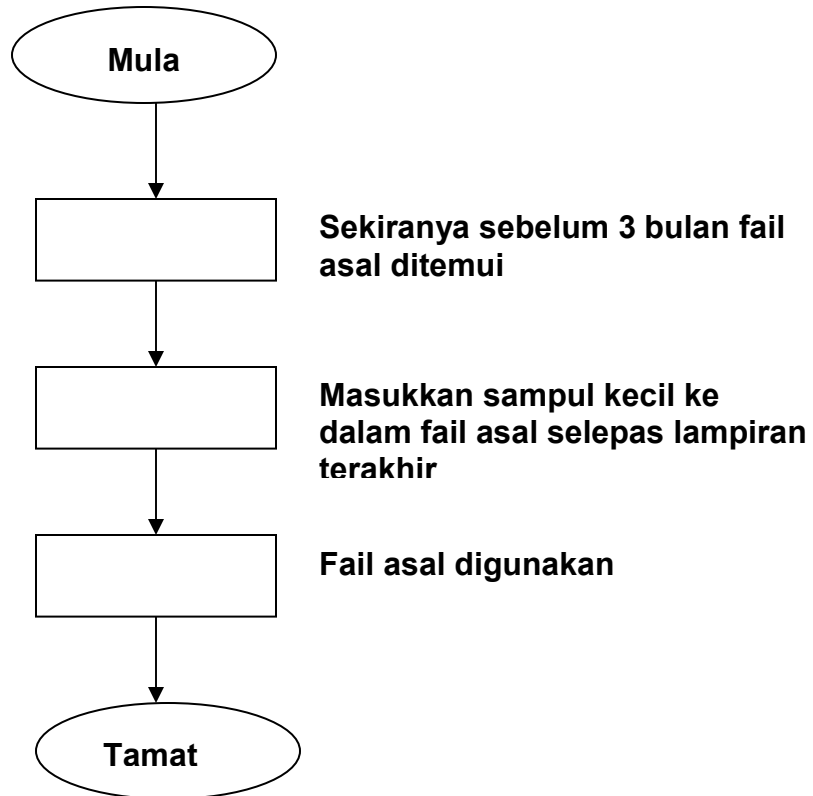 Mula
Sekiranya sebelum 3 bulan fail
asal ditemui
Masukkan sampul kecil ke
dalam fail asal selepas lampiran
terakhir
Fail asal digunakan
Tamat